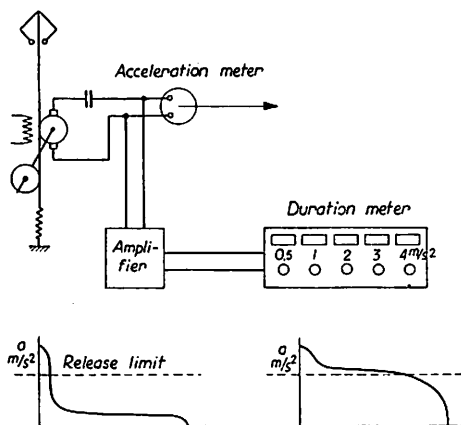 Acceleration meter
Duration meter
Ampli-
fier
0,5 1 2 3 4 m/s²
a
m/s²
Release limit
a
m/s²